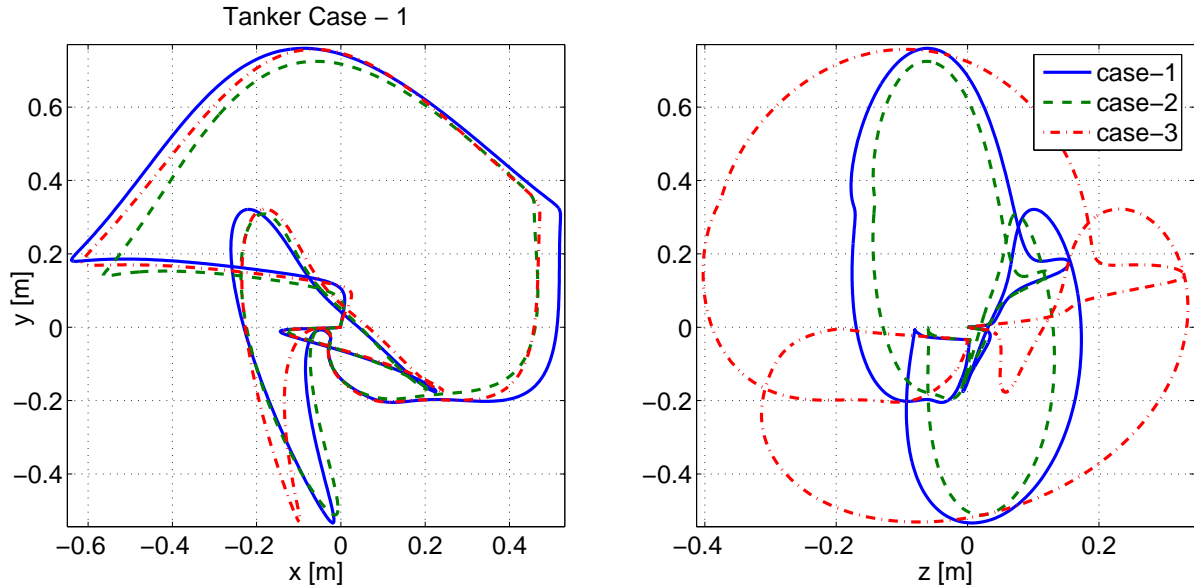 Tanker Case − 1
0.6
0.4
0.2
0
−0.2
−0.4
−0.6 −0.4 −0.2 0 0.2 0.4
x [m]
y [m]
case−1
case−2
case−3
0.6
0.4
0.2
0
−0.2
−0.4
−0.4 −0.2 0 0.2
z [m]
y [m]